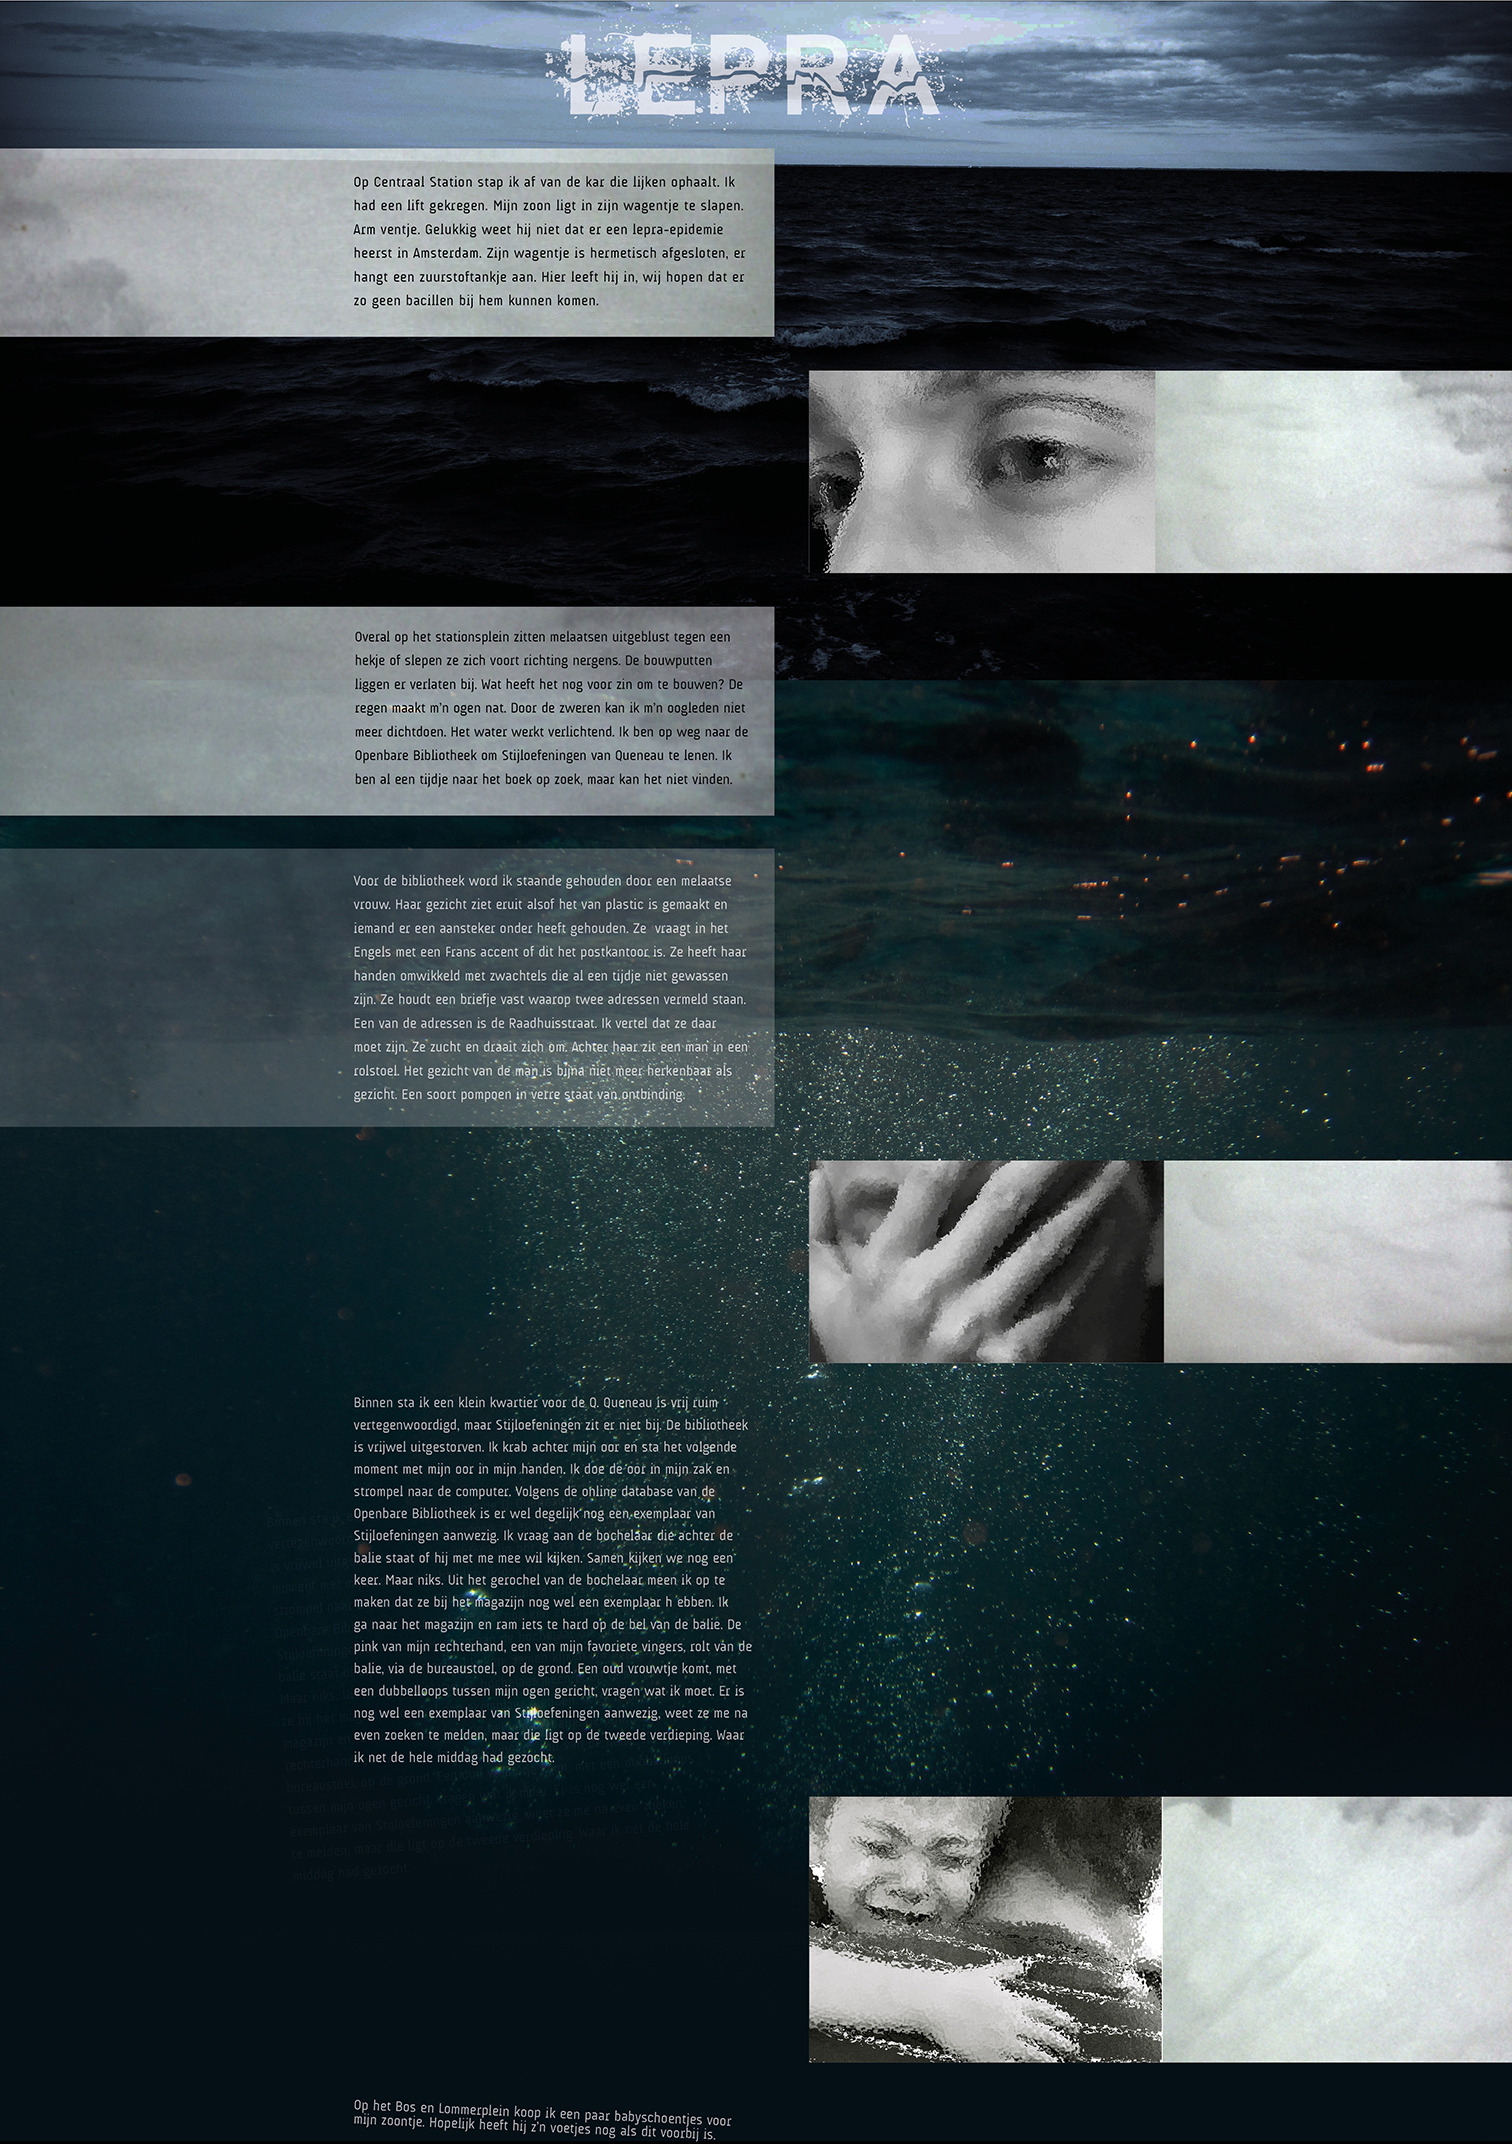 LEPRA
Op Centraal Station stap ik af van de kar die lijken ophaalt. Ik
had een lift gekregen. Mijn zoon ligt in zijn wagentje te slapen.
Arm ventje. Gelukkig weet hij niet dat er een lepra-epidemie
heerst in Amsterdam. Zijn wagentje is hermetisch afgesloten, er
hangt een zuurstoftankje aan. Hier leeft hij in, wij hopen dat er
zo geen bacillen bij hem kunnen komen.
Overal op het stationsplein zitten melaatsen uitgeblust tegen een
hekje of slepen ze zich voort richting nergens. De bouwputten
liggen er verlaten bij. Wat heeft het nog voor zin om te bouwen? De
regen maakt m'n ogen nat. Door de zweren kan ik m'n oogleden niet
meer dichtdoen. Het water werkt verlichtend. Ik ben op weg naar de
Openbare Bibliotheek om Stijloefeningen van Queneau te lenen. Ik
ben al een tijdje naar het boek op zoek, maar kan het niet vinden.
Voor de bibliotheek word ik staande gehouden door een melaatse
vrouw. Haar gezicht ziet eruit alsof het van plastic is gemaakt en
iemand er een aansteker onder heeft gehouden. Ze vraagt in het
Engels met een Frans accent of dit het postkantoor is. Ze heeft haar
handen omwikkeld met zwachtels die al een tijdje niet gewassen
zijn. Ze houdt een briefje vast waarop twee adressen vermeld staan.
Een van de adressen is de Raadhuisstraat. Ik vertel dat ze daar
moet zijn. Ze zucht en draait zich om. Achter haar zit een man in een
rolstoel. Het gezicht van de man is bijna niet meer herkenbaar als
gezicht. Een soort pompoen in verre staat van ontbinding.
Binnen sta ik een klein kwartier voor de Q. Queneau is vrij ruim
vertegenwoordigd, maar Stijloefeningen zit er niet bij. De bibliotheek
is vrijwel uitgestorven. Ik krab achter mijn oor en sta het volgende
moment met mijn oor in mijn handen. Ik doe de oor in mijn zak en
strompel naar de computer. Volgens de online database van de
Openbare Bibliotheek is er wel degelijk nog een exemplaar van
Stijloefeningen aanwezig. Ik vraag aan de bochelaar die achter de
balie staat of hij met me mee wil kijken. Samen kijken we nog een
keer. Maar niks. Uit het gerochel van de bochelaar meen ik op te
maken dat ze bij het magazijn nog wel een exemplaar h ebben. Ik
ga naar het magazijn en ram iets te hard op de bel van de balie. De
pink van mijn rechterhand, een van mijn favoriete vingers, rolt van de
balie, via de bureaustoel, op de grond. Een oud vrouwtje komt, met
een dubbelloops tussen mijn ogen gericht, vragen wat ik moet. Er is
nog wel een exemplaar van Stijloefeningen aanwezig, weet ze me na
even zoeken te melden, maar die ligt op de tweede verdieping. Waar
ik net de hele middag had gezocht.
Op het Bos en Lommerplein koop ik een paar babyschoentjes voor
mijn zoontje. Hopelijk heeft hij z'n voetjes nog als dit voorbij is.